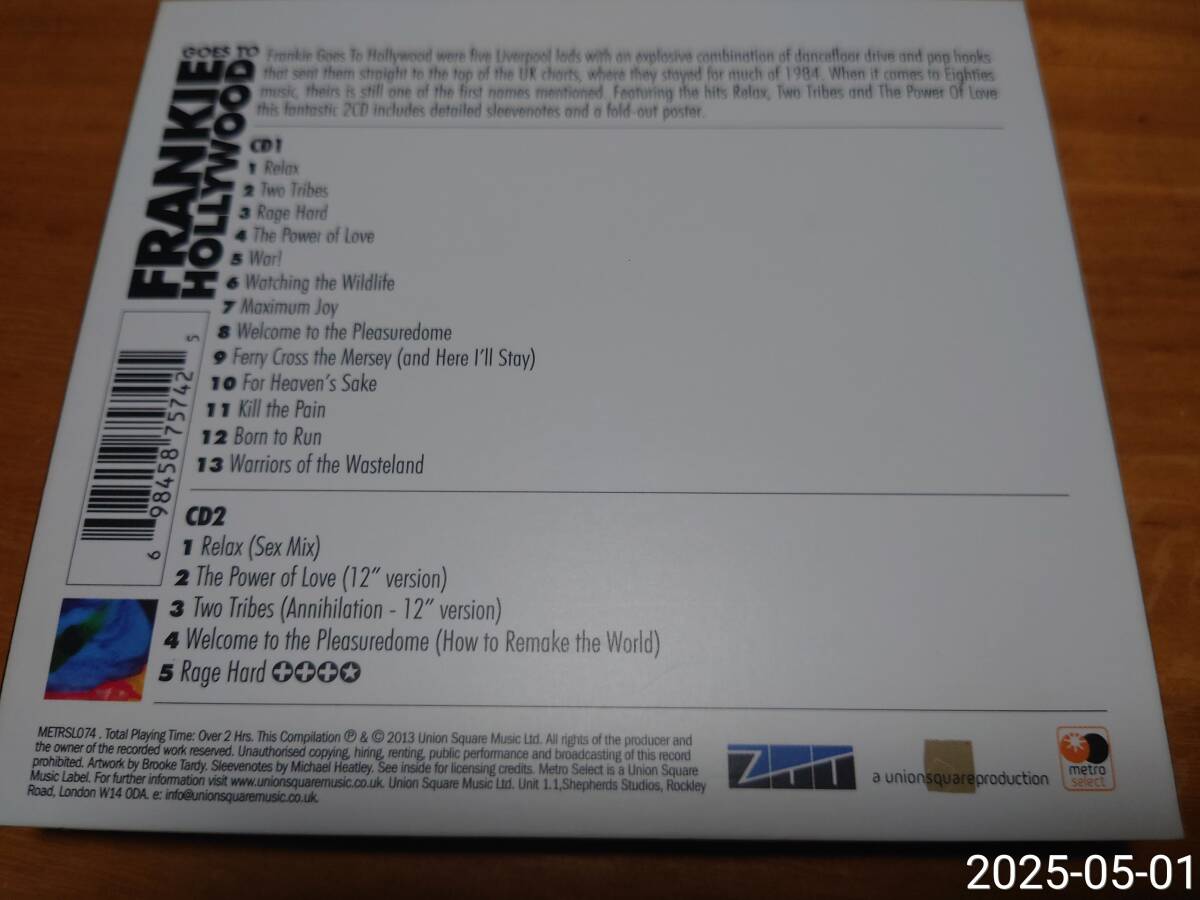 FRANKIE
GOES TO
HOLLYWOOD
Frankie Goes To Hollywood were five Liverpool lads with an explosive combination of dancefloor drive and pop hooks
that sent them straight to the top of the UK charts, where they stayed for much of 1984. When it comes to Eighties
music, theirs is still one of the first names mentioned. Featuring the hits Relax, Two Tribes and The Power Of Love
this fantastic 2CD includes detailed sleevenotes and a fold-out poster.
CD1
1 Relax
2 Two Tribes
3 Rage Hard
4 The Power of Love
5 War!
6 Watching the Wildlife
7 Maximum Joy
8 Welcome to the Pleasuredome
9 Ferry Cross the Mersey (and Here I'll Stay)
10 For Heaven's Sake
11 Kill the Pain
12 Born to Run
13 Warriors of the Wasteland
6 98458 75742 5
CD2
1 Relax (Sex Mix)
2 The Power of Love (12" version)
3 Two Tribes (Annihilation - 12" version)
4 Welcome to the Pleasuredome (How to Remake the World)
5 Rage Hard ✪
METRSL074 . Total Playing Time: Over 2 Hrs. This Compilation ℗ & © 2013 Union Square Music Ltd. All rights of the producer and
the owner of the recorded work reserved. Unauthorised copying, hiring, renting, public performance and broadcasting of this record
prohibited. Artwork by Brooke Tardy. Sleevenotes by Michael Heatley. See inside for licensing credits. Metro Select is a Union Square
Music Label. For further information visit www.unionsquaremusic.co.uk. Union Square Music Ltd. Unit 1.1,Shepherds Studios, Rockley
Road, London W14 0DA. e: info@unionsquaremusic.co.uk.
ZTT
a unionsquareproduction
metro
select
2025-05-01